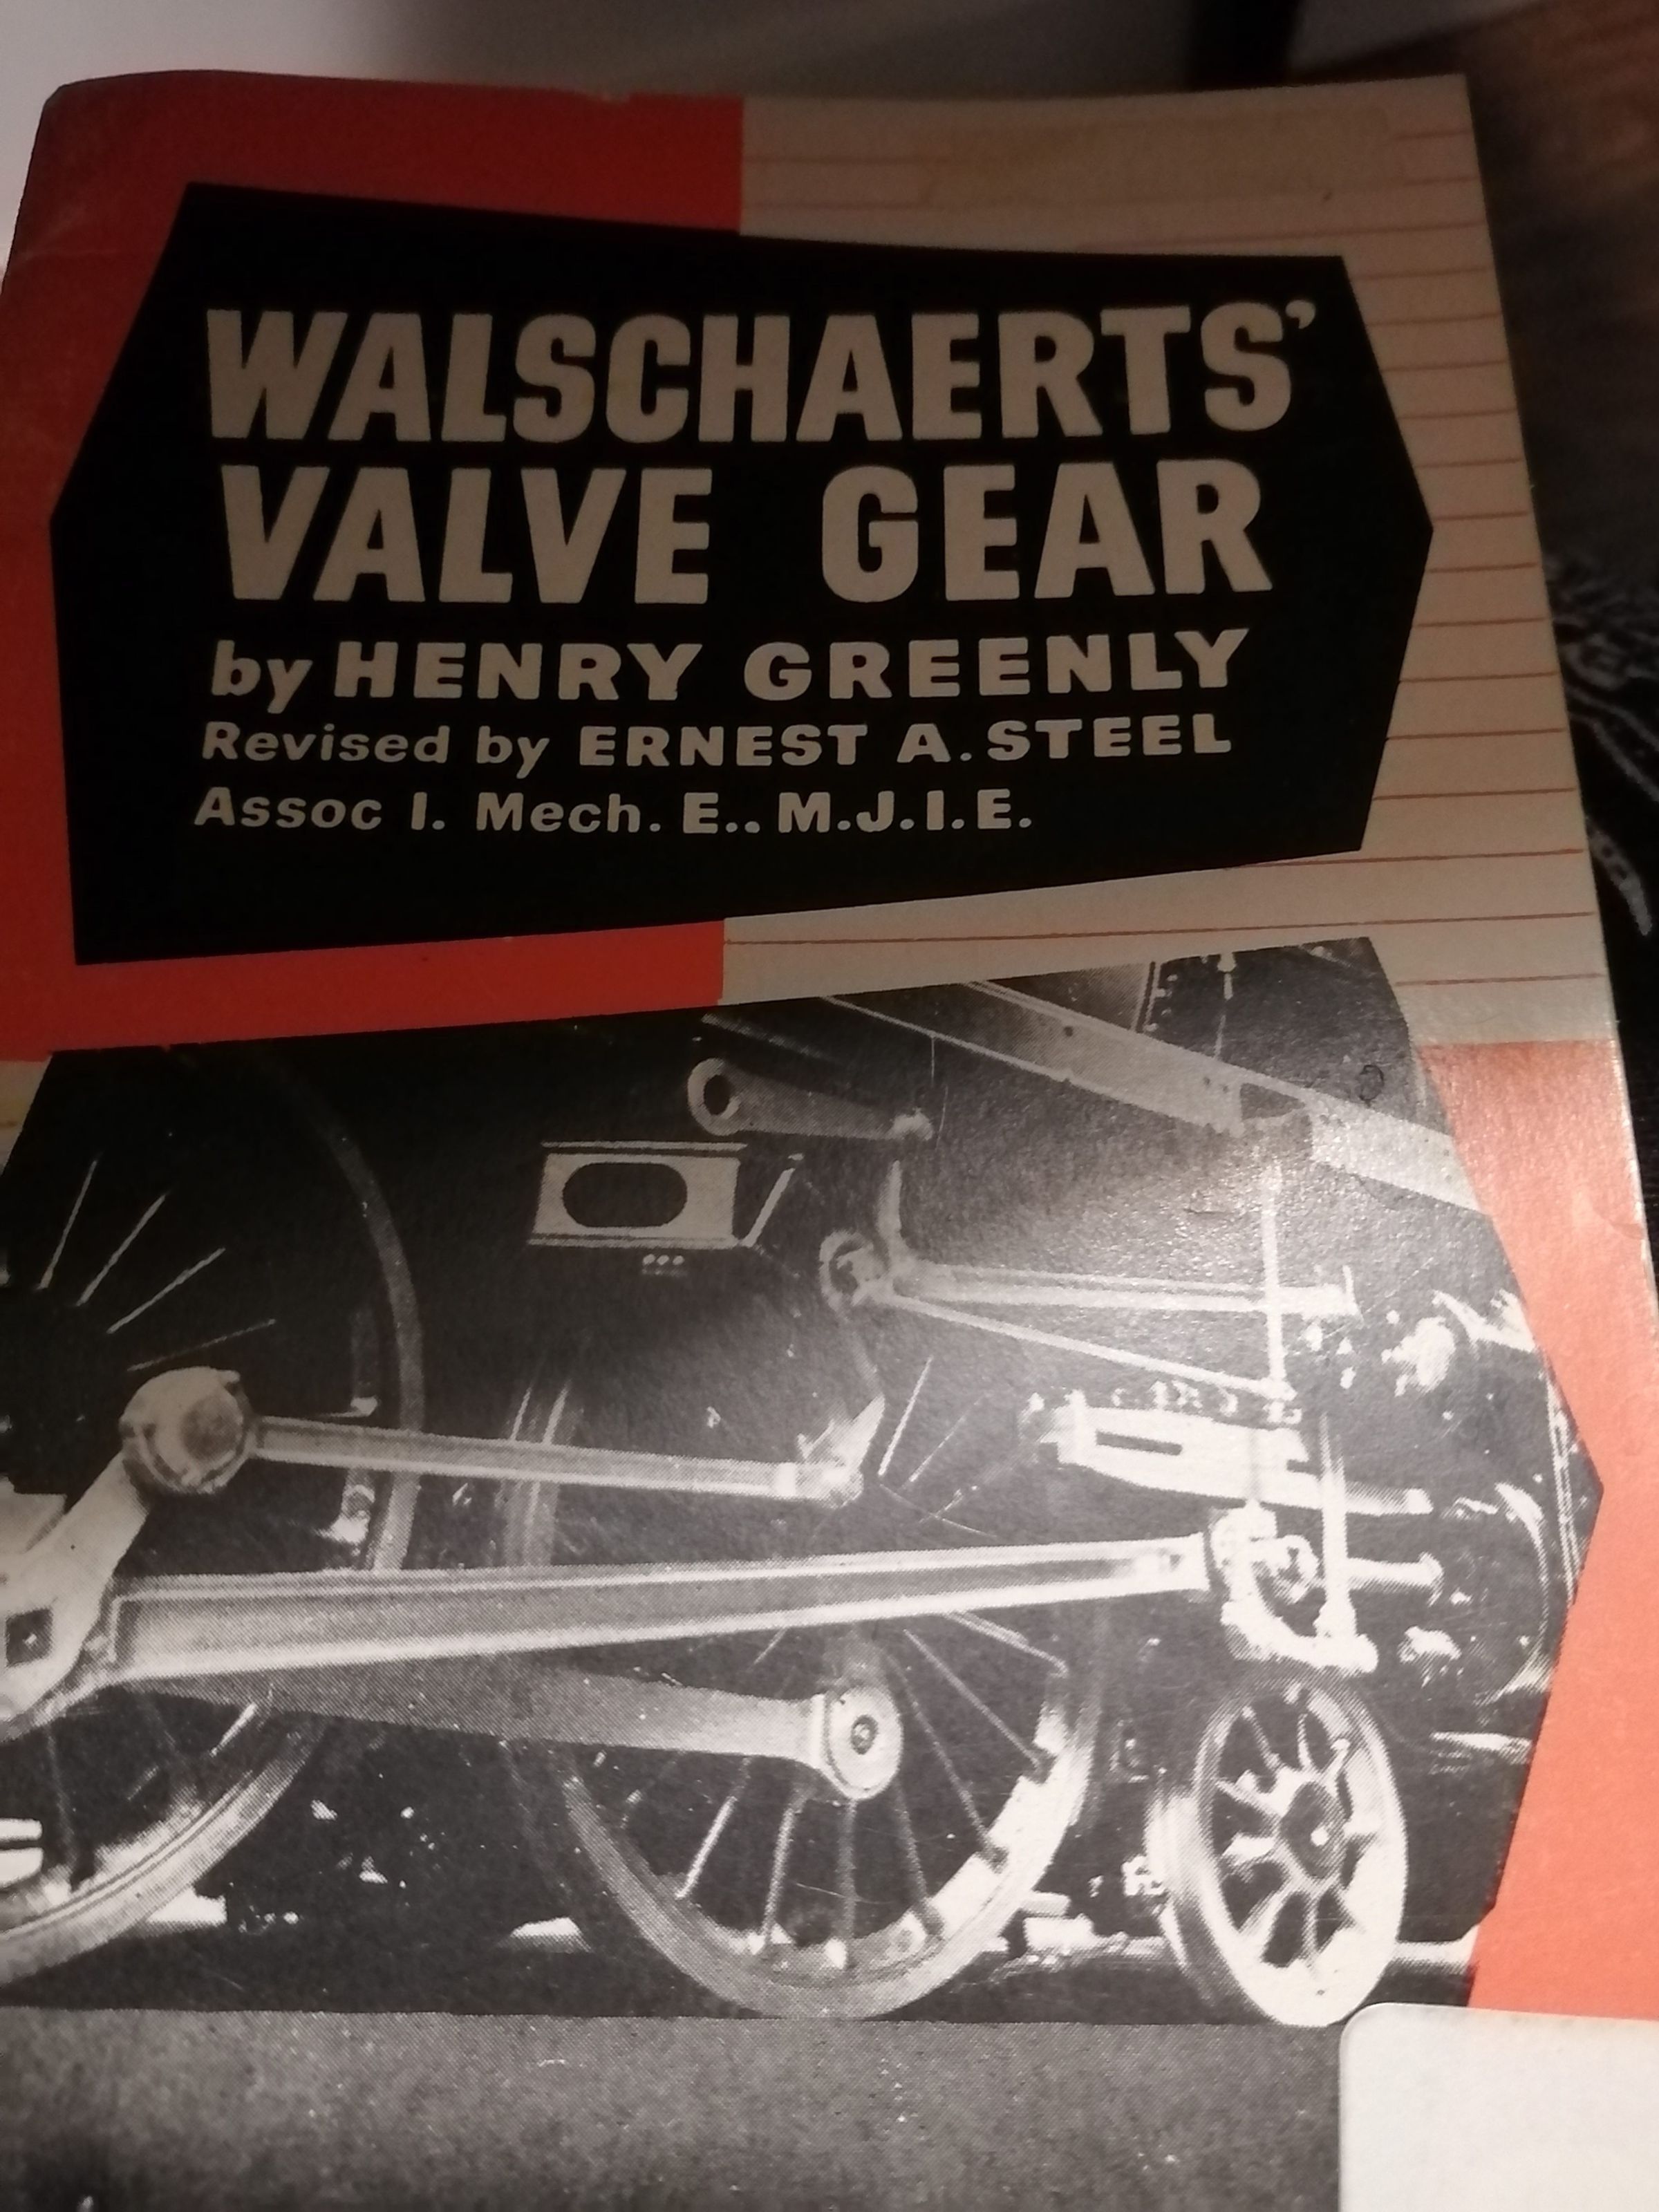 WALSCHAERTS'
VALVE GEAR
by HENRY GREENLY
Revised by ERNEST A. STEEL
Assoc I. Mech. E.. M.J.I.E.